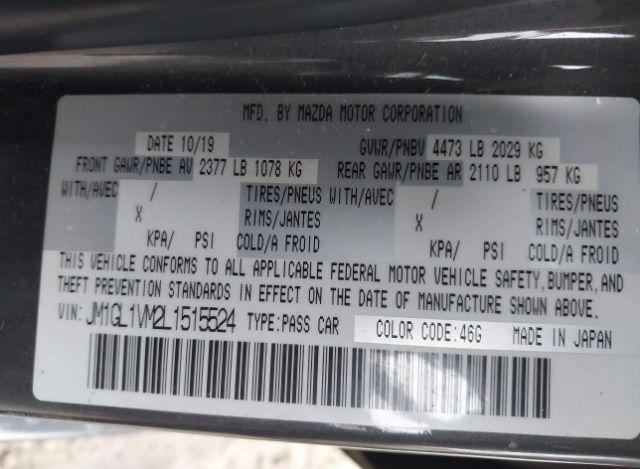 MFD. BY MAZDA MOTOR CORPORATION
DATE 10/19 GVWR/PNBV 4473 LB 2029 KG
FRONT GAWR/PNBE AV 2377 LB 1078 KG REAR GAWR/PNBE AR 2110 LB 957 KG
WITH/AVEC / TIRES/PNEUS WITH/AVEC / TIRES/PNEUS
X RIMS/JANTES X RIMS/JANTES
KPA/ PSI COLD/A FROID KPA/ PSI COLD/A FROID
THIS VEHICLE CONFORMS TO ALL APPLICABLE FEDERAL MOTOR VEHICLE SAFETY,BUMPER,AND
THEFT PREVENTION STANDARDS IN EFFECT ON THE DATE OF MANUFACTURE SHOWN ABOVE.
VIN: JM1GL1VM2L1515524 TYPE:PASS CAR COLOR CODE:46G MADE IN JAPAN